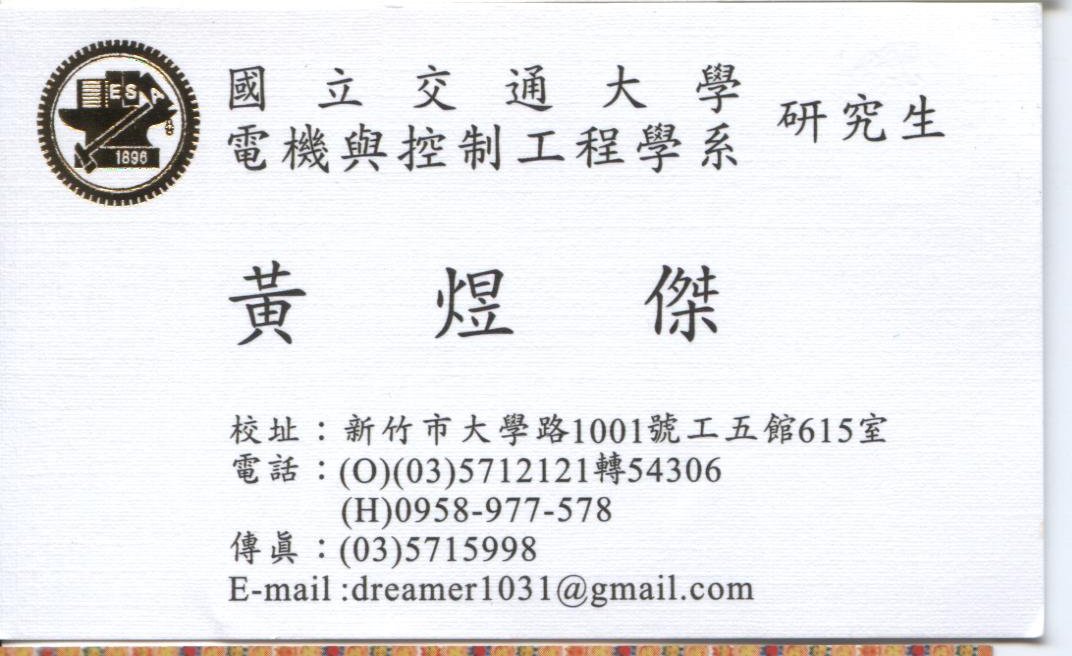 ESA
1896
國立交通大學
電機與控制工程學系 研究生
黃煜傑
校址：新竹市大學路1001號工五館615室
電話：(O)(03)5712121轉54306
(H)0958-977-578
傳真：(03)5715998
E-mail :dreamer1031@gmail.com